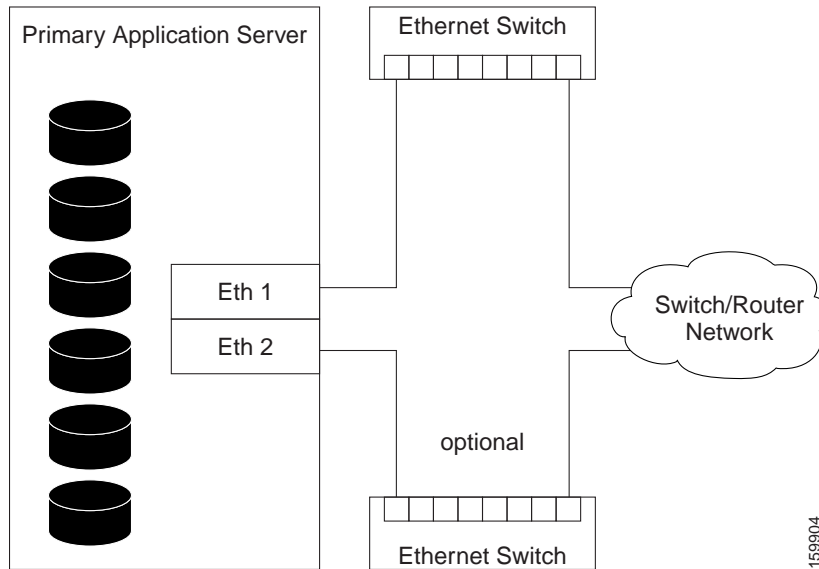 Primary Application Server
Ethernet Switch
Eth 1
Eth 2
Switch/Router
Network
optional
Ethernet Switch
159904